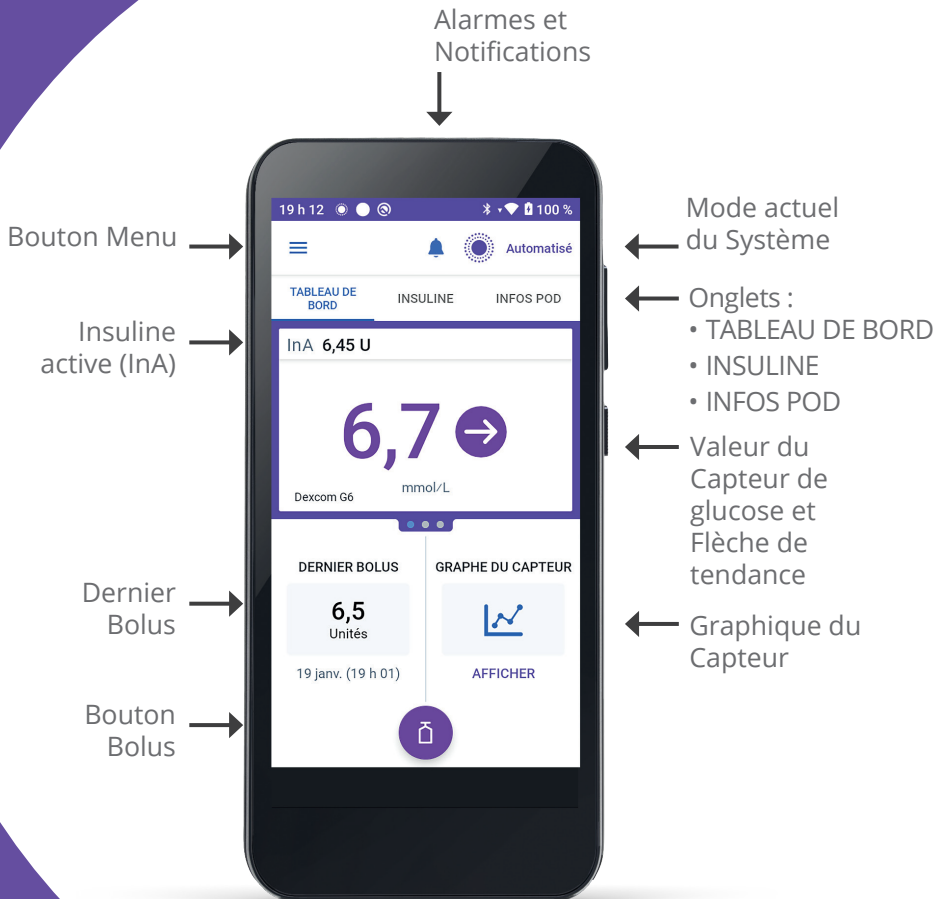 Alarmes et
Notifications
Bouton Menu
Insuline
active (InA)
Dernier
Bolus
Bouton
Bolus
19 h 12
100 %
Automatisé
TABLEAU DE
BORD
INSULINE
INFOS POD
InA 6,45 U
6,7
mmol/L
Dexcom G6
DERNIER BOLUS
GRAPHE DU CAPTEUR
6,5
Unités
19 janv. (19 h 01)
AFFICHER
Mode actuel
du Système
Onglets :
• TABLEAU DE BORD
• INSULINE
• INFOS POD
Valeur du
Capteur de
glucose et
Flèche de
tendance
Graphique du
Capteur